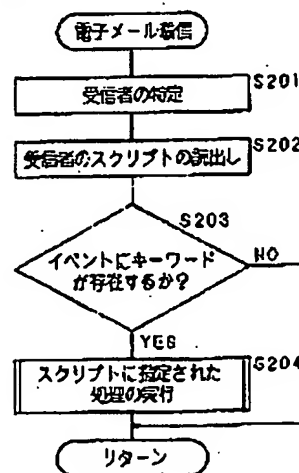 電子メール着信
受信者の特定
S201
受信者のスクリプトの読出し
S202
S203
イベントにキーワード
が存在するか?
NO
YES
スクリプトに指定された
処理の実行
S204
リターン